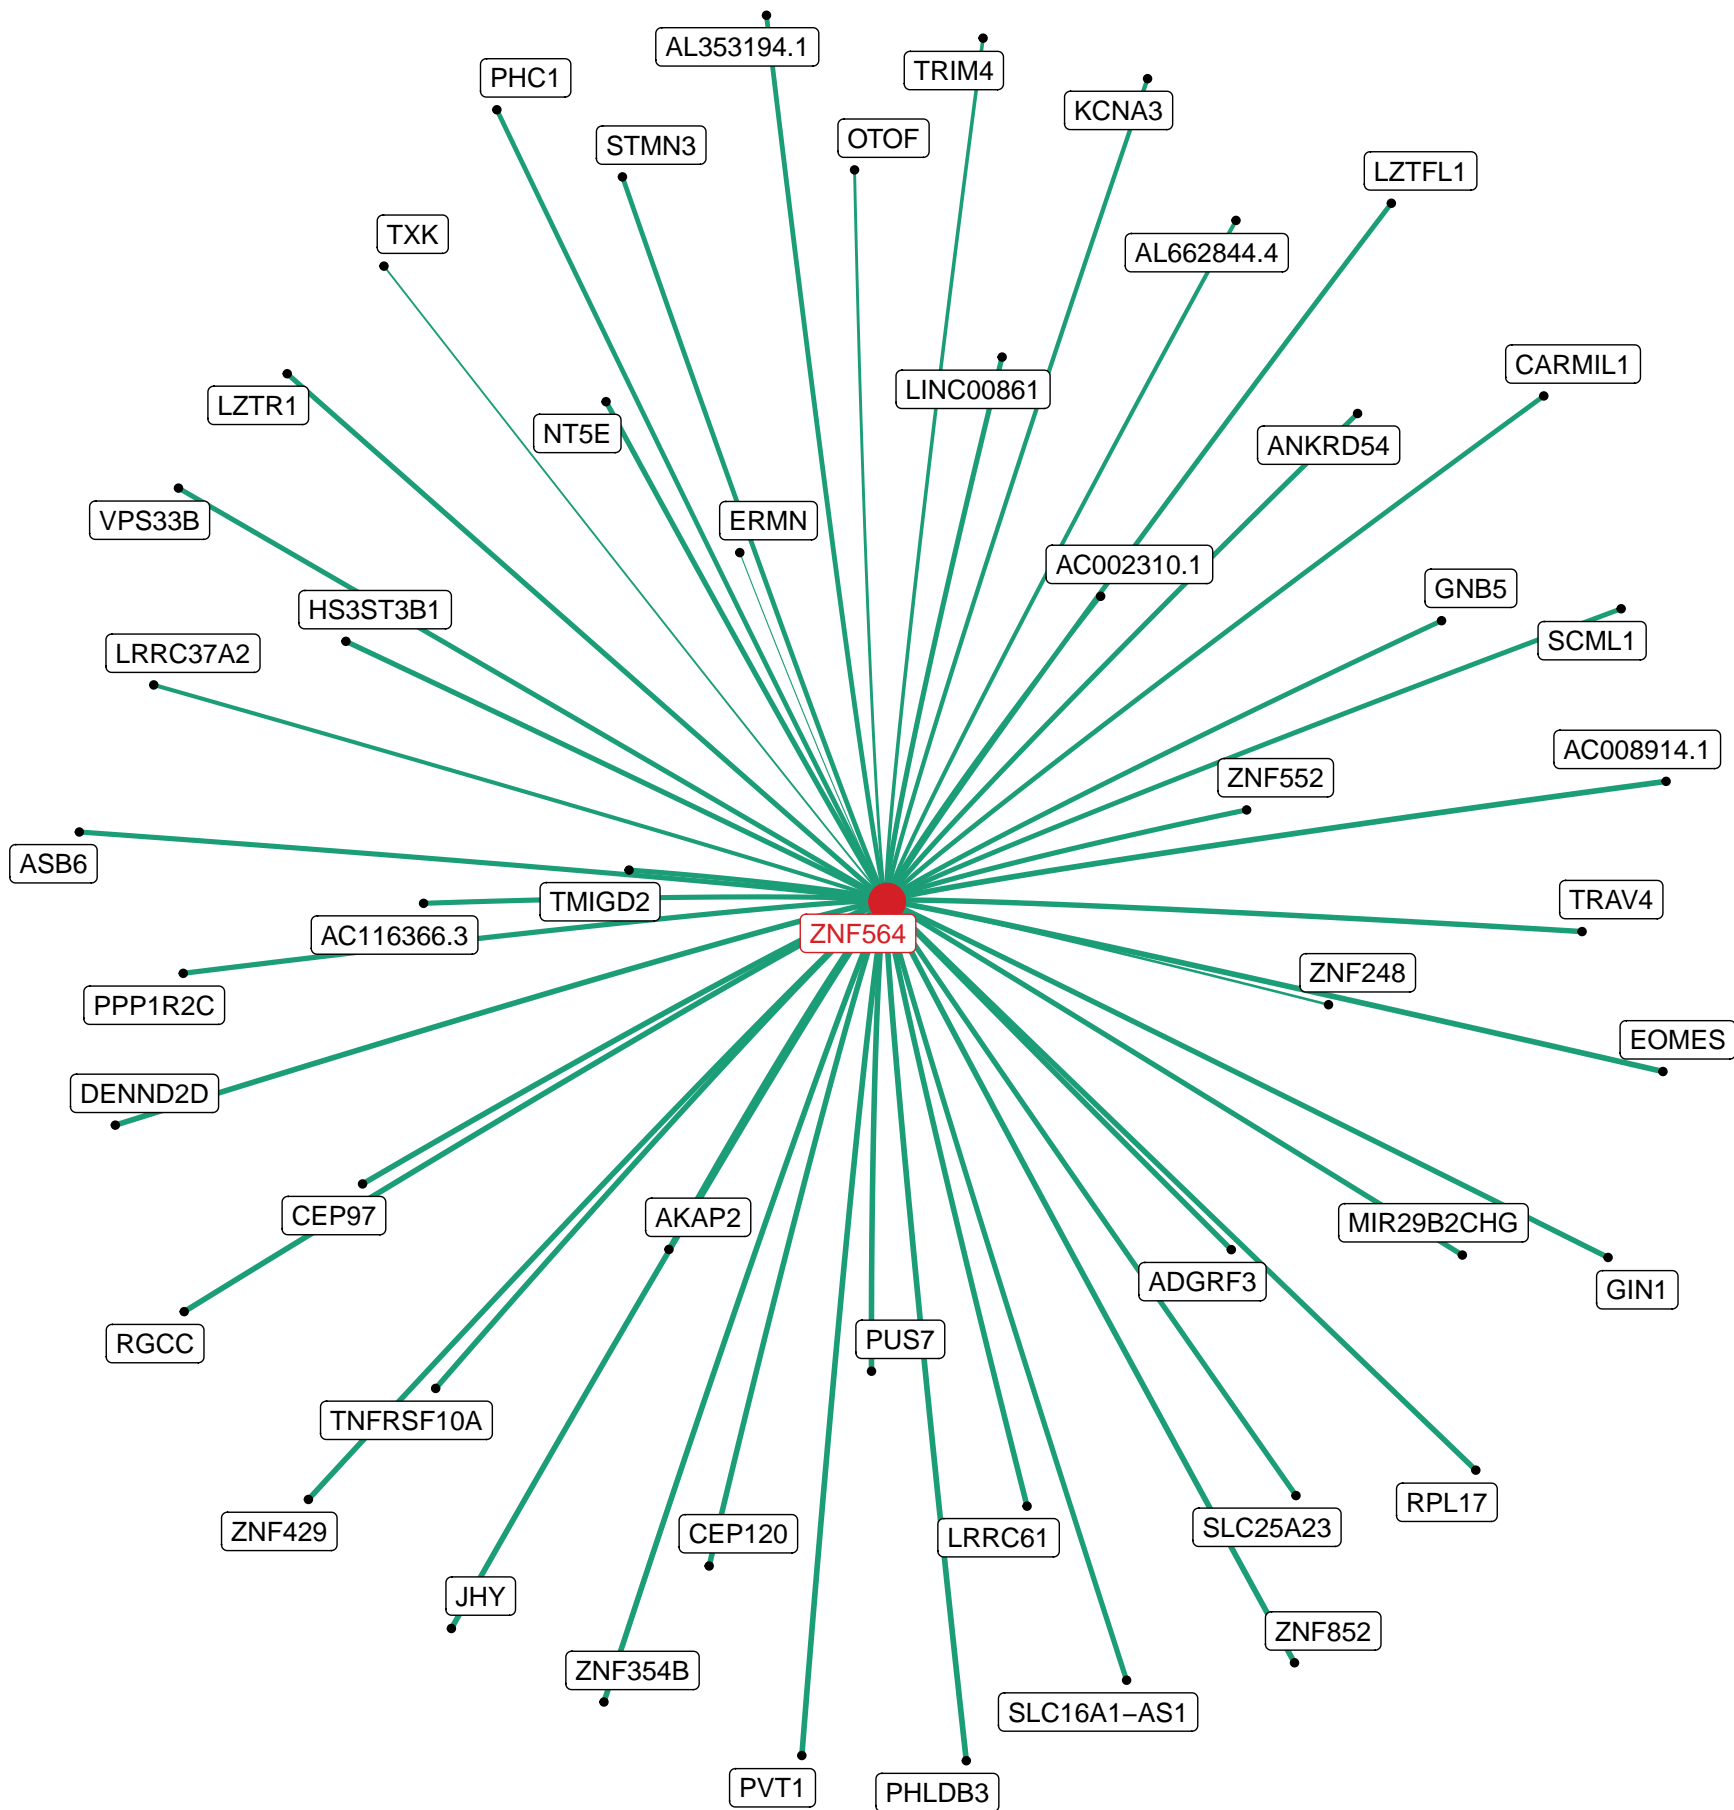 AL353194.1
TRIM4
PHC1
KCNA3
STMN3
OTOF
LZTFL1
TXK
AL662844.4
CARMIL1
LINC00861
LZTR1
NT5E
ANKRD54
VPS33B
ERMN
AC002310.1
GNB5
HS3ST3B1
SCML1
LRRC37A2
AC008914.1
ZNF552
ASB6
TMIGD2
TRAV4
AC116366.3
ZNF564
ZNF248
PPP1R2C
EOMES
DENND2D
CEP97
AKAP2
MIR29B2CHG
ADGRF3
GIN1
RGCC
PUS7
TNFRSF10A
RPL17
ZNF429
CEP120
LRRC61
SLC25A23
JHY
ZNF852
ZNF354B
SLC16A1−AS1
PVT1
PHLDB3